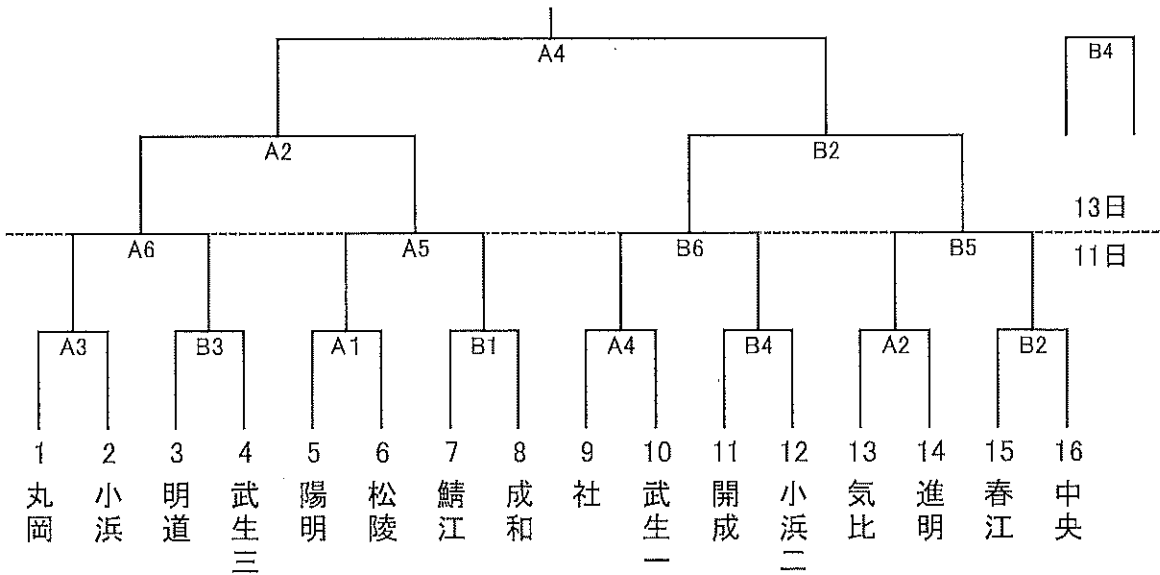 A4
B4
A2
B2
13日
A6
A5
B6
B5
11日
A3
B3
A1
B1
A4
B4
A2
B2
1 2 3 4 5 6 7 8 9 10 11 12 13 14 15 16
丸岡
小浜
明道
武生三
陽明
松陵
鯖江
成和
社
武生一
開成
小浜二
気比
進明
春江
中央